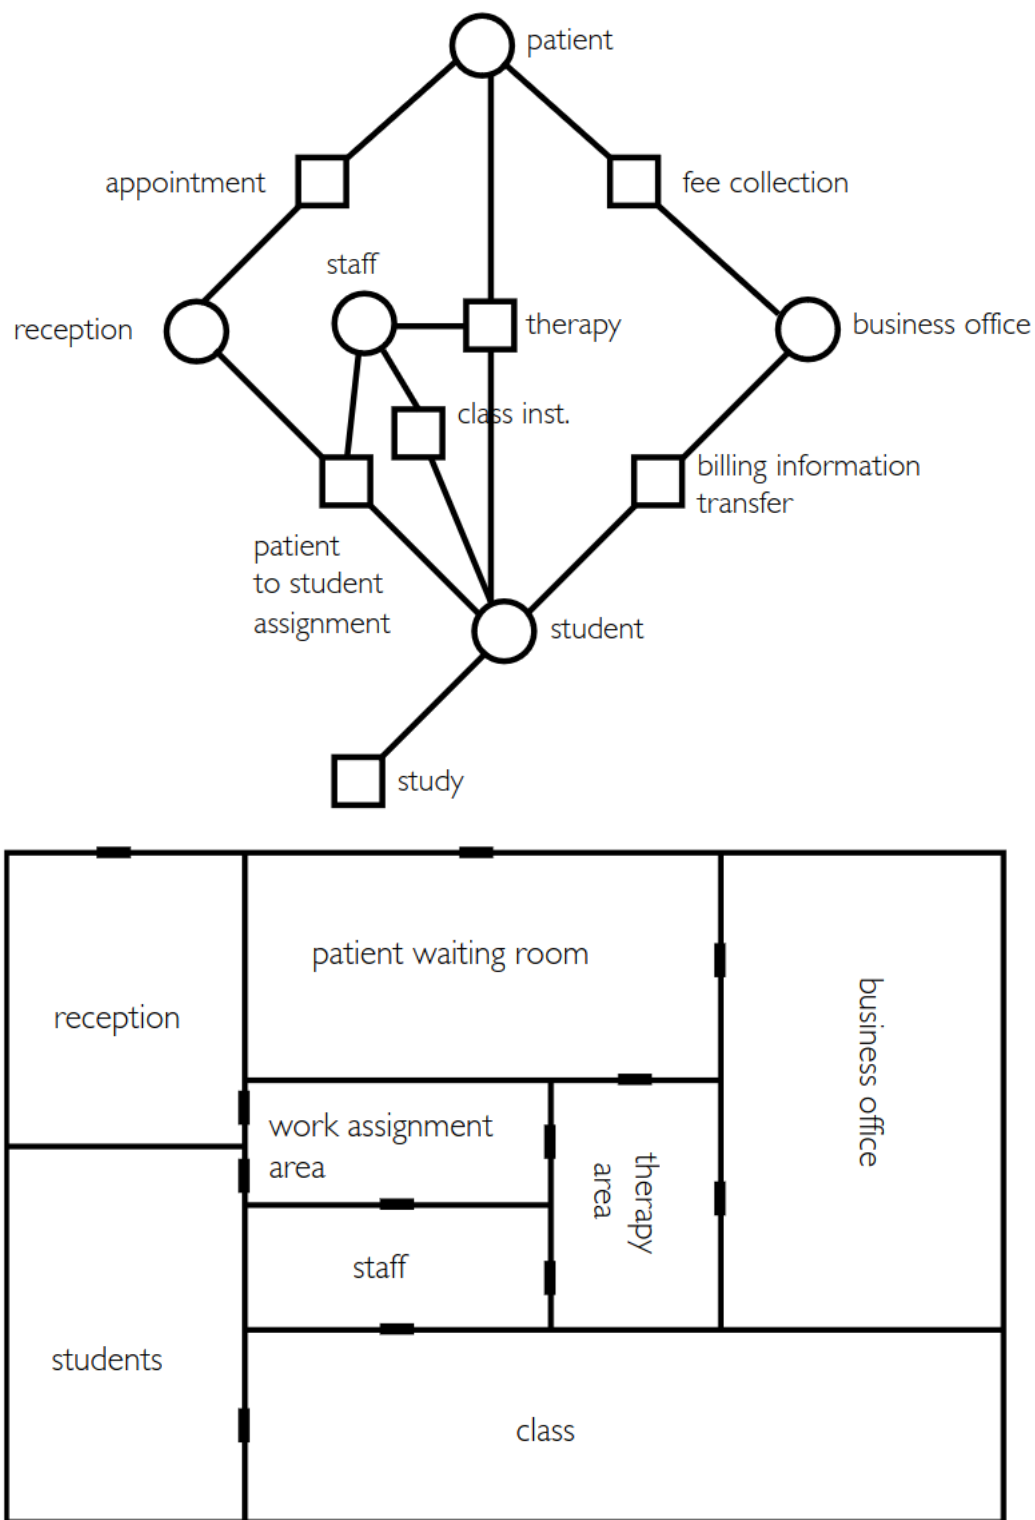 patient
appointment
fee collection
staff
reception
therapy
business office
class inst.
billing information
transfer
patient
to student
assignment
student
study
patient waiting room
reception
business office
work assignment
area
therapy
area
staff
students
class